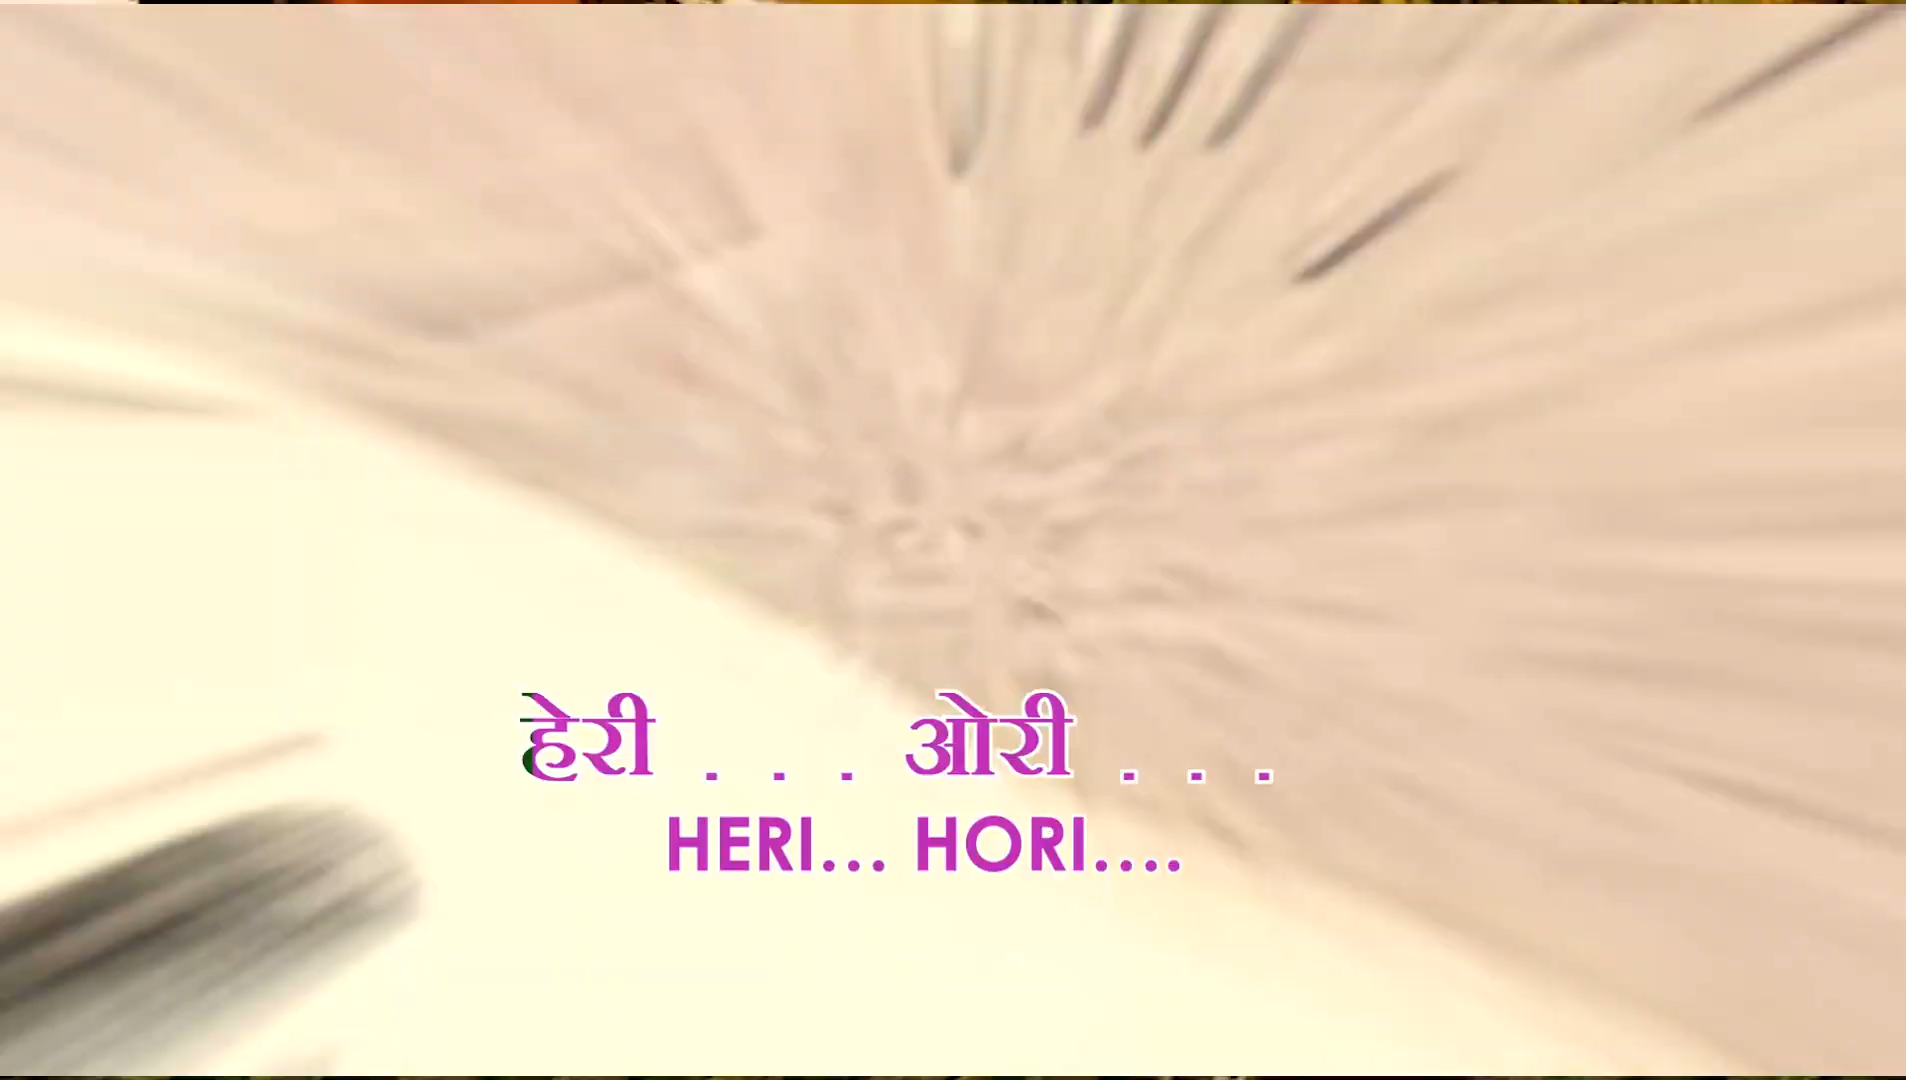 हेरी . . . ओरी . . .
HERI... HORI....